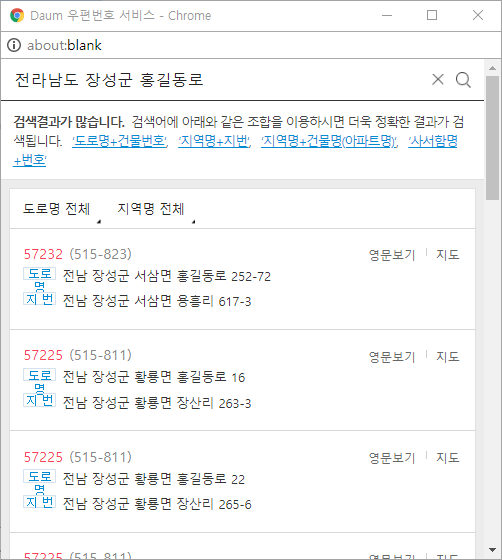 Daum 우편번호 서비스 - Chrome
about:blank
전라남도 장성군 홍길동로
검색결과가 많습니다. 검색어에 아래와 같은 조합을 이용하시면 더욱 정확한 결과가 검
색됩니다. '도로명+건물번호', '지역명+지번', '지역명+건물명(아파트명)', '사서함명
+번호'
도로명 전체 지역명 전체
57232 (515-823) 영문보기 지도
도로명 전남 장성군 서삼면 홍길동로 252-72
지번 전남 장성군 서삼면 용흥리 617-3
57225 (515-811) 영문보기 지도
도로명 전남 장성군 황룡면 홍길동로 16
지번 전남 장성군 황룡면 장산리 263-3
57225 (515-811) 영문보기 지도
도로명 전남 장성군 황룡면 홍길동로 22
지번 전남 장성군 황룡면 장산리 265-6
57225 (515-811) 영문보기 지도